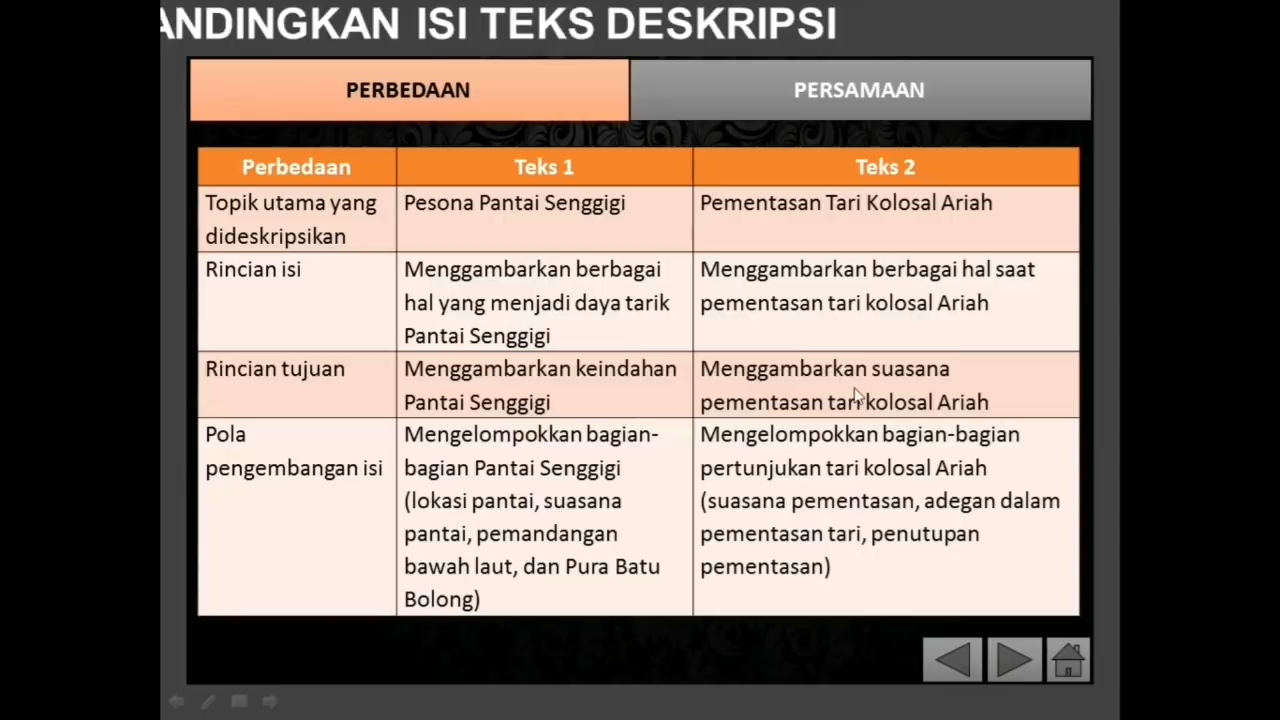 ANDINGKAN ISI TEKS DESKRIPSI
PERBEDAAN
PERSAMAAN
Perbedaan
Teks 1
Teks 2
Topik utama yang
dideskripsikan
Pesona Pantai Senggigi
Pementasan Tari Kolosal Ariah
Rincian isi
Menggambarkan berbagai
hal yang menjadi daya tarik
Pantai Senggigi
Menggambarkan berbagai hal saat
pementasan tari kolosal Ariah
Rincian tujuan
Menggambarkan keindahan
Pantai Senggigi
Menggambarkan suasana
pementasan tari kolosal Ariah
Pola
pengembangan isi
Mengelompokkan bagian-
bagian Pantai Senggigi
(lokasi pantai, suasana
pantai, pemandangan
bawah laut, dan Pura Batu
Bolong)
Mengelompokkan bagian-bagian
pertunjukan tari kolosal Ariah
(suasana pementasan, adegan dalam
pementasan tari, penutupan
pementasan)